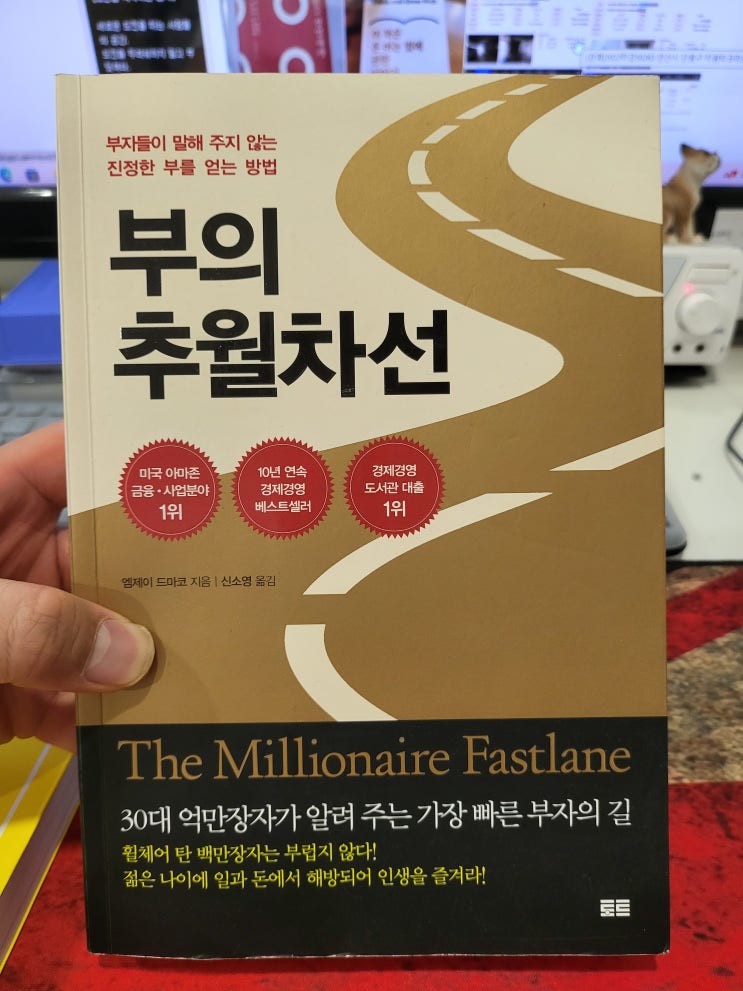 부자들이 말해 주지 않는
진정한 부를 얻는 방법
부의
추월차선
미국 아마존
금융·사업분야
1위
10년 연속
경제경영
베스트셀러
경제경영
도서관 대출
1위
엠제이 드마코 지음 | 신소영 옮김
The Millionaire Fastlane
30대 억만장자가 알려 주는 가장 빠른 부자의 길
휠체어 탄 백만장자는 부럽지 않다!
젊은 나이에 일과 돈에서 해방되어 인생을 즐겨라!
토트